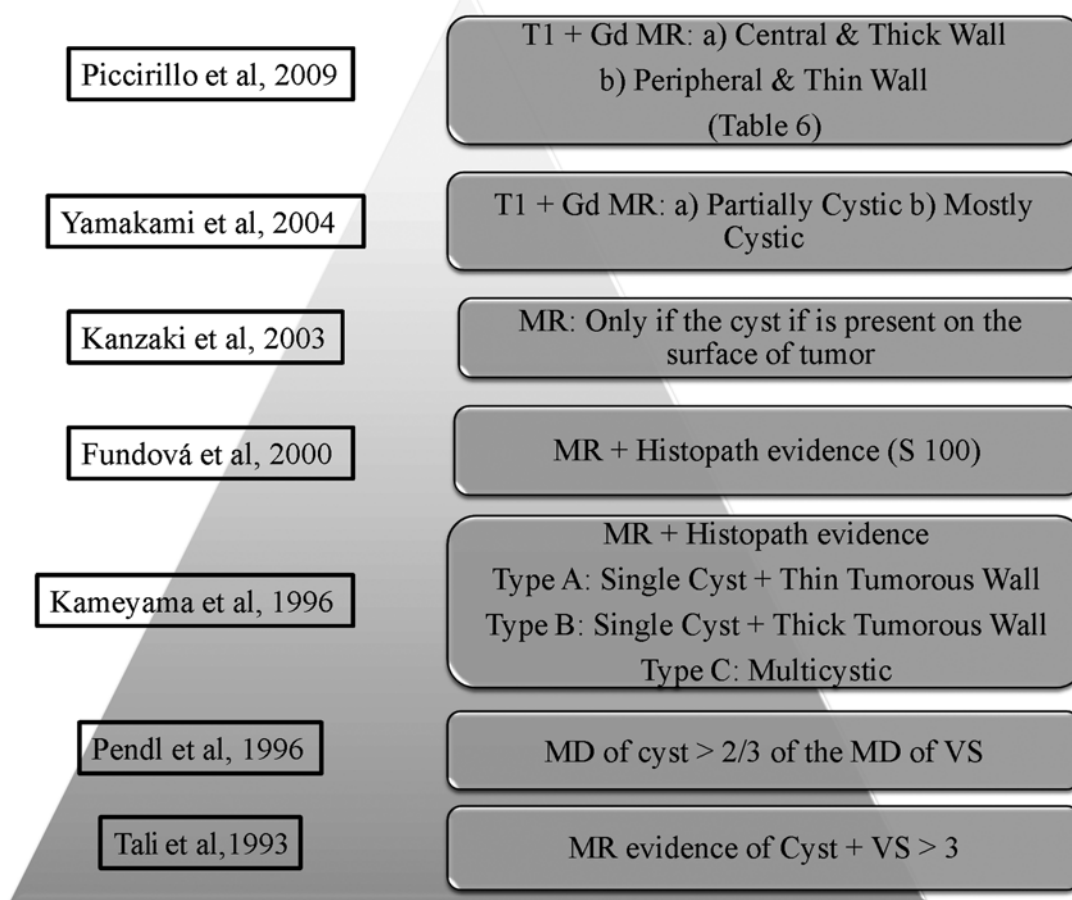 Piccirillo et al, 2009
T1 + Gd MR: a) Central & Thick Wall
b) Peripheral & Thin Wall
(Table 6)
Yamakami et al, 2004
T1 + Gd MR: a) Partially Cystic b) Mostly
Cystic
Kanzaki et al, 2003
MR: Only if the cyst if is present on the
surface of tumor
Fundová et al, 2000
MR + Histopath evidence (S 100)
Kameyama et al, 1996
MR + Histopath evidence
Type A: Single Cyst + Thin Tumorous Wall
Type B: Single Cyst + Thick Tumorous Wall
Type C: Multicystic
Pendl et al, 1996
MD of cyst > 2/3 of the MD of VS
Tali et al,1993
MR evidence of Cyst + VS > 3